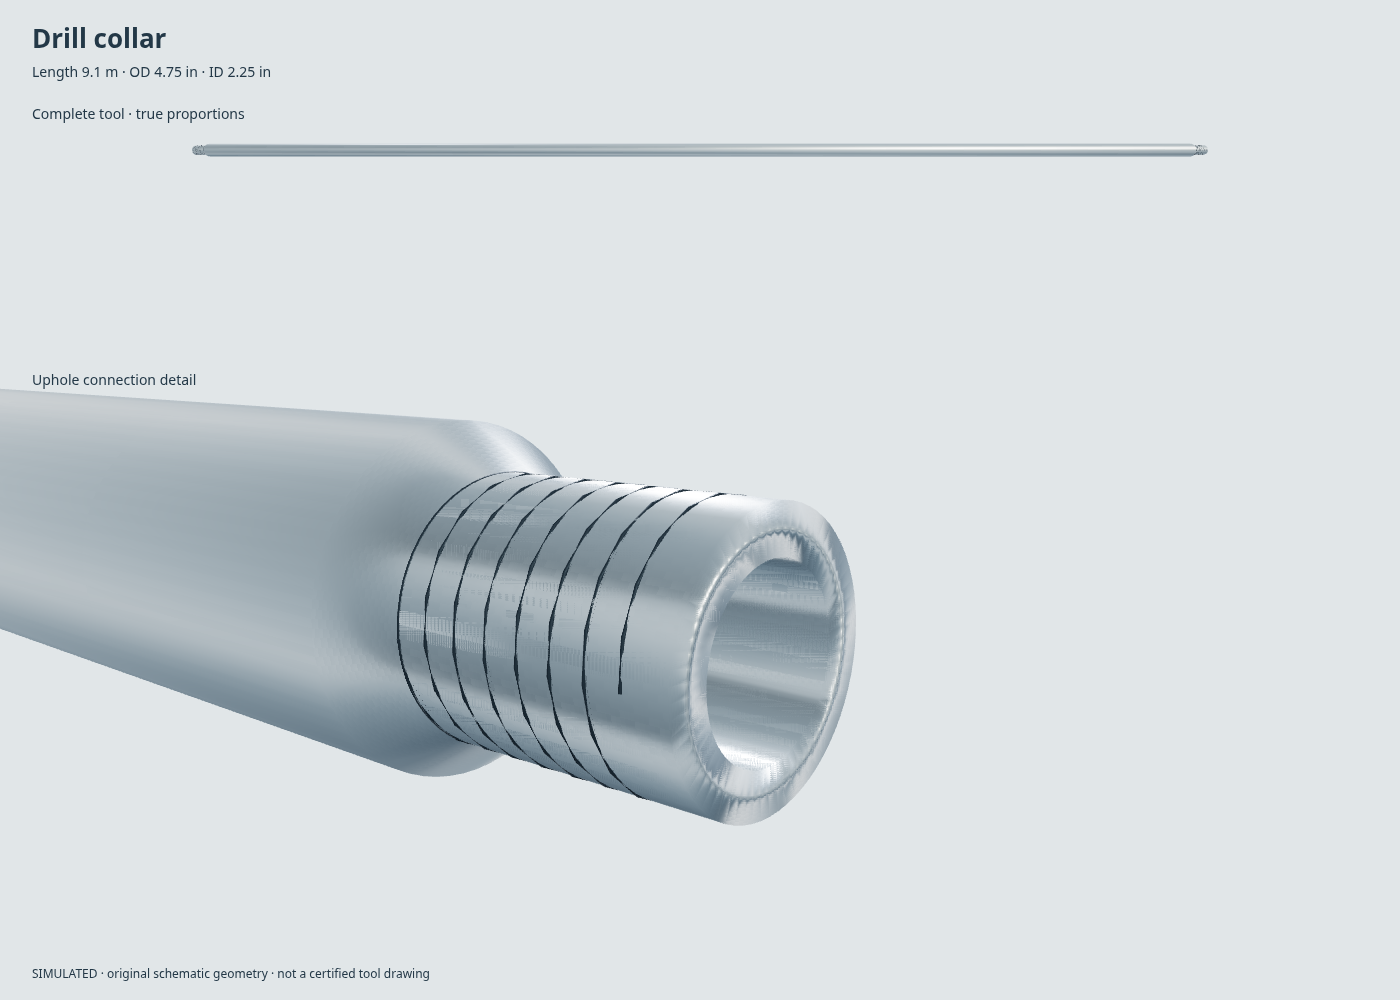 Drill collar
Length 9.1 m · OD 4.75 in · ID 2.25 in
Complete tool · true proportions
Uphole connection detail
SIMULATED · original schematic geometry · not a certified tool drawing